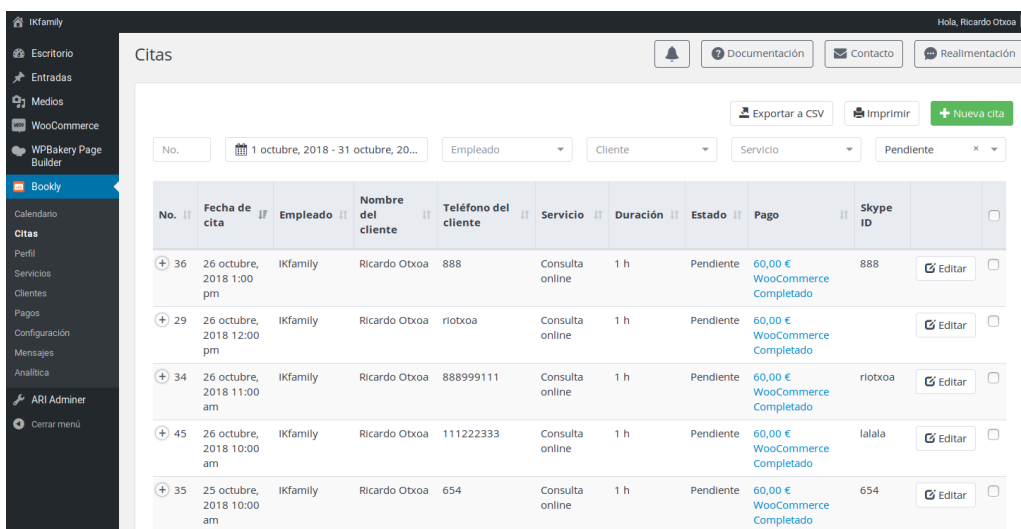 IKfamily
Hola, Ricardo Otxoa
Escritorio
Entradas
Medios
WooCommerce
WPBakery Page
Builder
Bookly
Calendario
Citas
Perfil
Servicios
Clientes
Pagos
Configuración
Mensajes
Analítica
ARI Adminer
Cerrar menú
Citas
Documentación
Contacto
Realimentación
Exportar a CSV
Imprimir
Nueva cita
No.
1 octubre, 2018 - 31 octubre, 20...
Empleado
Cliente
Servicio
Pendiente
No. Fecha de cita Empleado Nombre del cliente Teléfono del cliente Servicio Duración Estado Pago Skype ID
36 26 octubre, IKfamily Ricardo Otxoa 888 Consulta 1 h Pendiente 60,00 € 888 Editar
2018 1:00 online WooCommerce
pm Completado
29 26 octubre, IKfamily Ricardo Otxoa riotxoa Consulta 1 h Pendiente 60,00 € Editar
2018 12:00 online WooCommerce
pm Completado
34 26 octubre, IKfamily Ricardo Otxoa 888999111 Consulta 1 h Pendiente 60,00 € riotxoa Editar
2018 11:00 online WooCommerce
am Completado
45 26 octubre, IKfamily Ricardo Otxoa 111222333 Consulta 1 h Pendiente 60,00 € lalala Editar
2018 10:00 online WooCommerce
am Completado
35 25 octubre, IKfamily Ricardo Otxoa 654 Consulta 1 h Pendiente 60,00 € 654 Editar
2018 10:00 online WooCommerce
am Completado